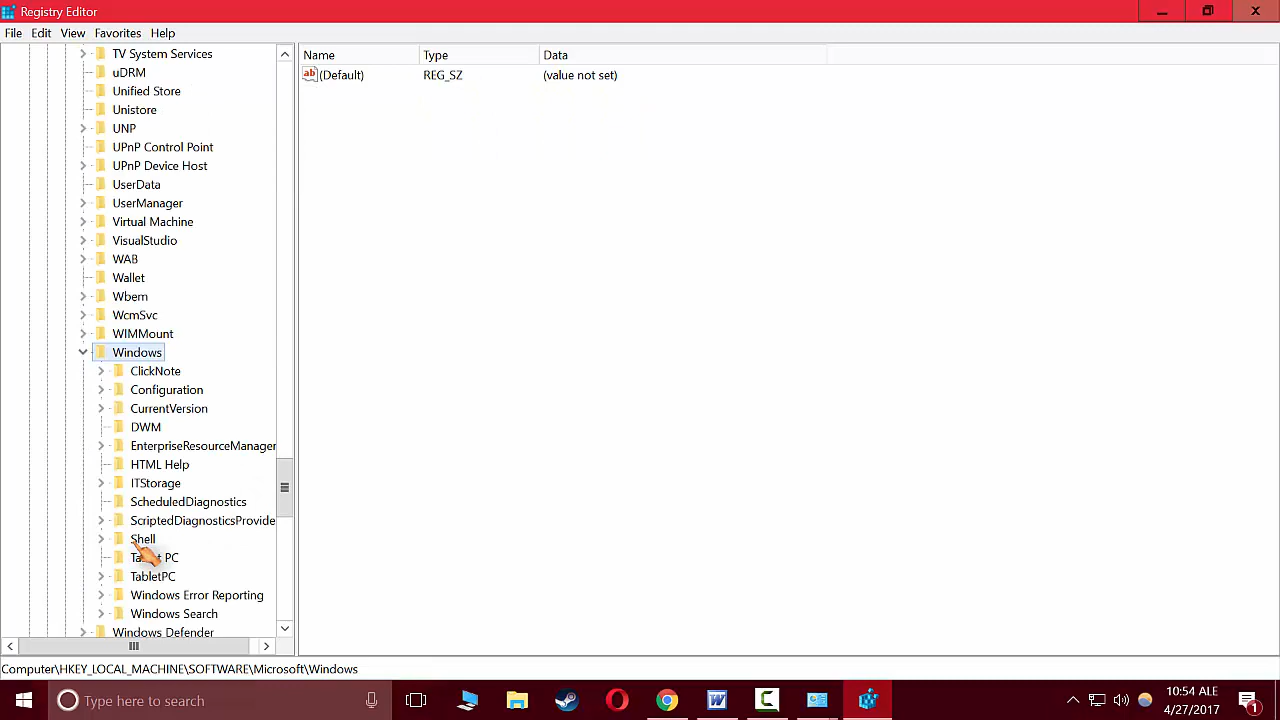 Registry Editor
File Edit View Favorites Help
TV System Services
uDRM
Unified Store
Unistore
UNP
UPnP Control Point
UPnP Device Host
UserData
UserManager
Virtual Machine
VisualStudio
WAB
Wallet
Wbem
WcmSvc
WIMMount
Windows
ClickNote
Configuration
CurrentVersion
DWM
EnterpriseResourceManager
HTML Help
ITStorage
ScheduledDiagnostics
ScriptedDiagnosticsProvide
Shell
Tablet PC
TabletPC
Windows Error Reporting
Windows Search
Windows Defender
Name Type Data
ab (Default) REG_SZ (value not set)
Computer\HKEY_LOCAL_MACHINE\SOFTWARE\Microsoft\Windows
Type here to search
10:54 ALE
4/27/2017
1